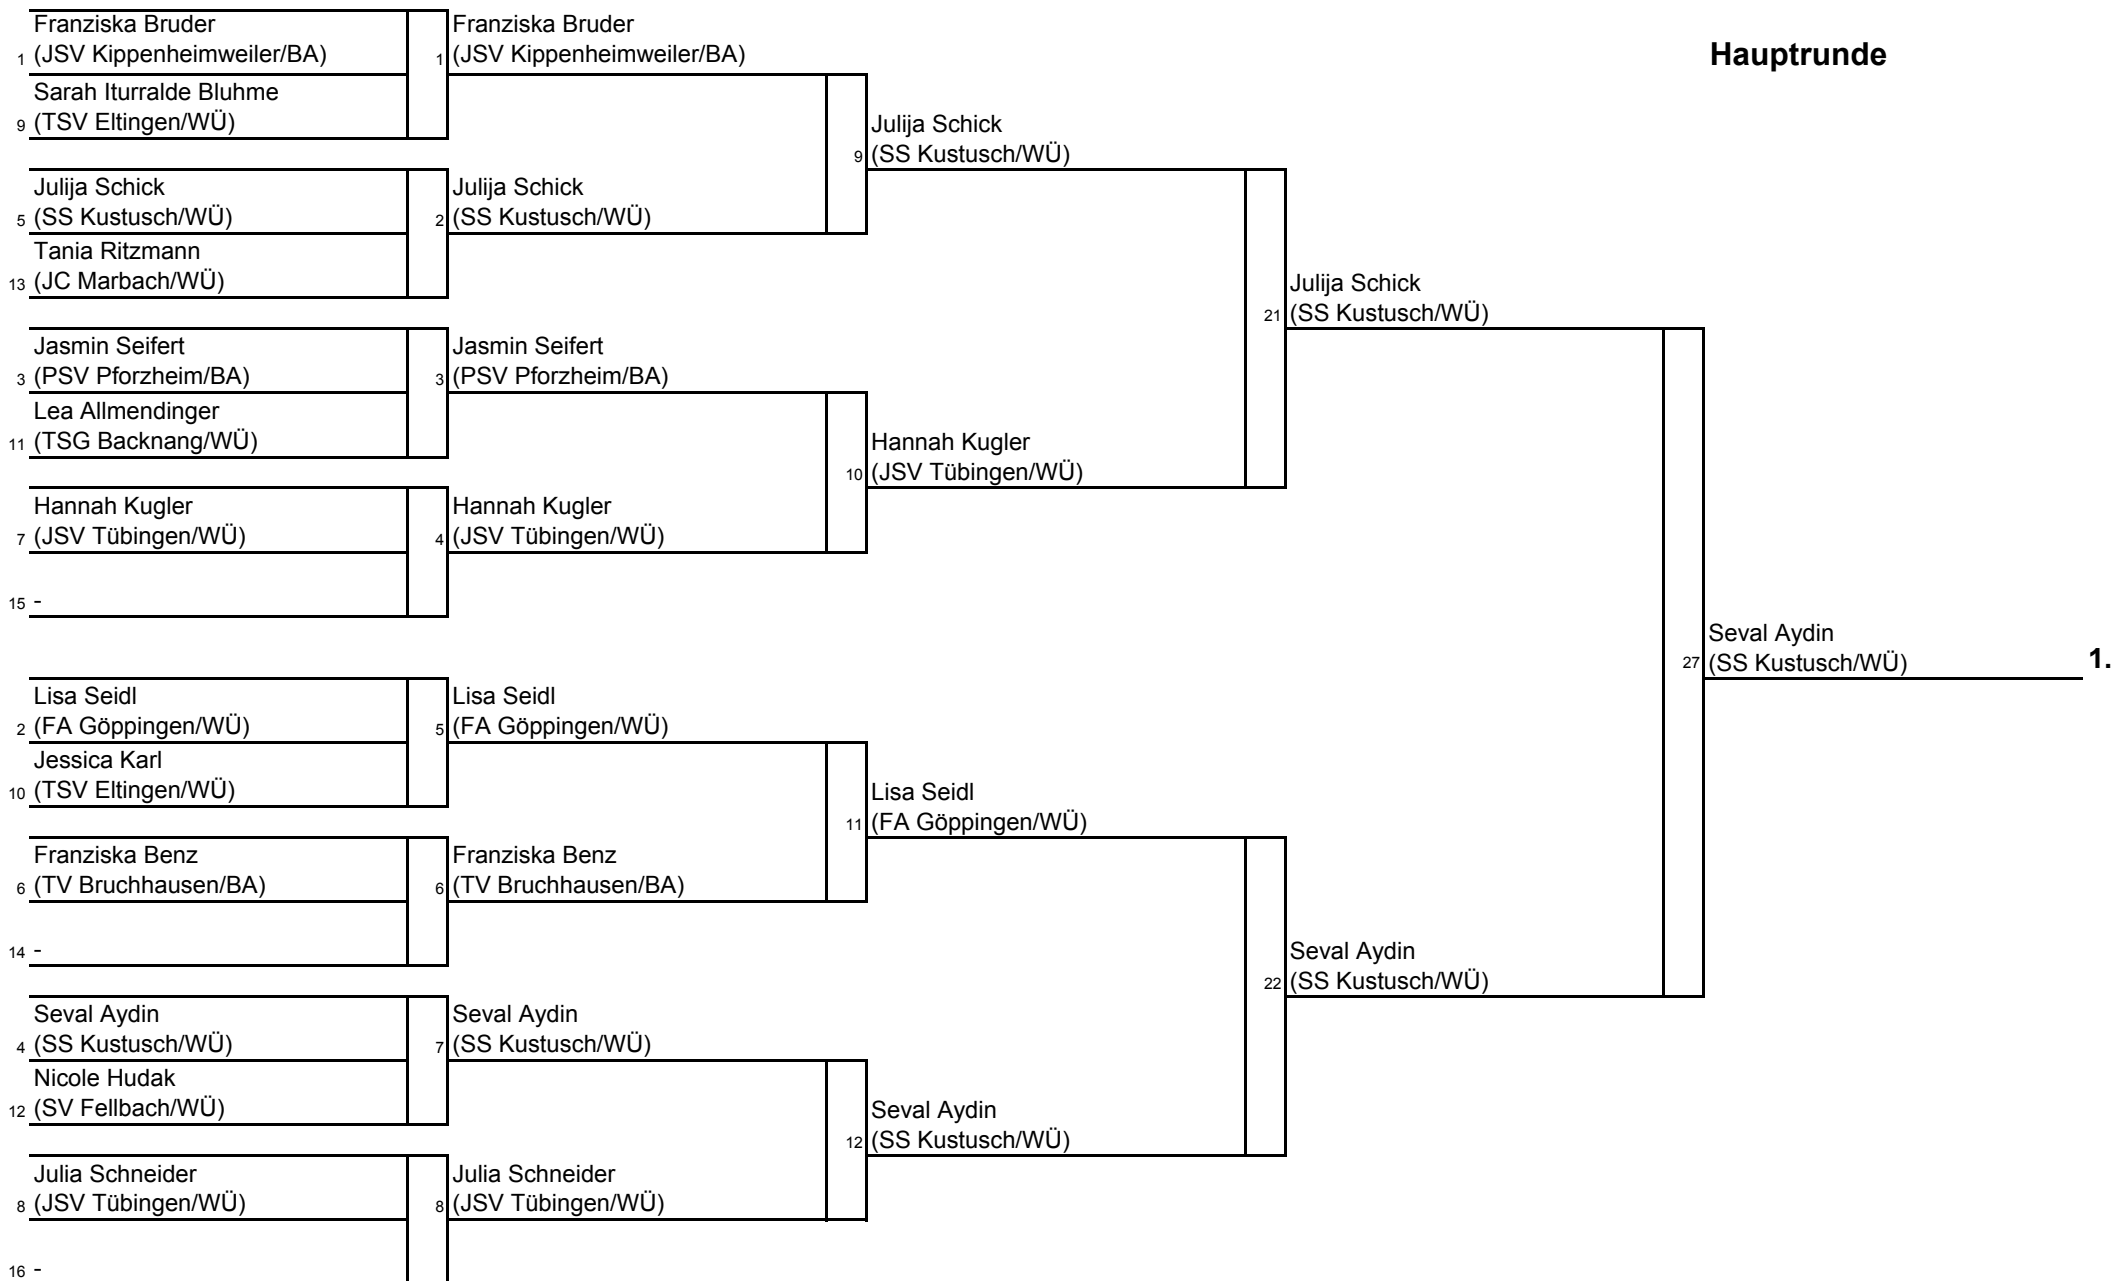 Hauptrunde
Franziska Bruder
1 (JSV Kippenheimweiler/BA)
Sarah Iturralde Bluhme
9 (TSV Eltingen/WÜ)
Julija Schick
5 (SS Kustusch/WÜ)
Tania Ritzmann
13 (JC Marbach/WÜ)
Jasmin Seifert
3 (PSV Pforzheim/BA)
Lea Allmendinger
11 (TSG Backnang/WÜ)
Hannah Kugler
7 (JSV Tübingen/WÜ)
15 -
Lisa Seidl
2 (FA Göppingen/WÜ)
Jessica Karl
10 (TSV Eltingen/WÜ)
Franziska Benz
6 (TV Bruchhausen/BA)
14 -
Seval Aydin
4 (SS Kustusch/WÜ)
Nicole Hudak
12 (SV Fellbach/WÜ)
Julia Schneider
8 (JSV Tübingen/WÜ)
16 -
Franziska Bruder
1 (JSV Kippenheimweiler/BA)
Julija Schick
2 (SS Kustusch/WÜ)
Jasmin Seifert
3 (PSV Pforzheim/BA)
Hannah Kugler
4 (JSV Tübingen/WÜ)
Lisa Seidl
5 (FA Göppingen/WÜ)
Franziska Benz
6 (TV Bruchhausen/BA)
Seval Aydin
7 (SS Kustusch/WÜ)
Julia Schneider
8 (JSV Tübingen/WÜ)
Julija Schick
9 (SS Kustusch/WÜ)
Hannah Kugler
10 (JSV Tübingen/WÜ)
Lisa Seidl
11 (FA Göppingen/WÜ)
Seval Aydin
12 (SS Kustusch/WÜ)
Julija Schick
21 (SS Kustusch/WÜ)
Seval Aydin
22 (SS Kustusch/WÜ)
Seval Aydin
27 (SS Kustusch/WÜ) 1.